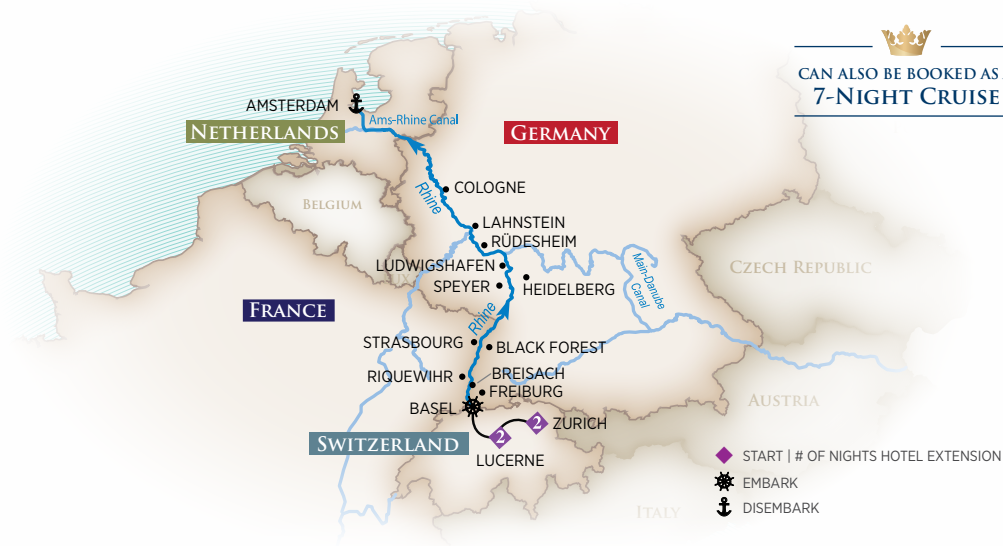 CAN ALSO BE BOOKED AS
7-NIGHT CRUISE
AMSTERDAM
Ams-Rhine Canal
NETHERLANDS
GERMANY
COLOGNE
Rhine
BELGIUM
LAHNSTEIN
RÜDESHEIM
LUDWIGSHAFEN
SPEYER
HEIDELBERG
Main-Danube
Canal
CZECH REPUBLIC
FRANCE
Rhine
STRASBOURG
BLACK FOREST
RIQUEWIHR
BREISACH
FREIBURG
BASEL
AUSTRIA
2
ZURICH
2
SWITZERLAND
LUCERNE
START | # OF NIGHTS HOTEL EXTENSION
EMBARK
DISEMBARK
ITALY